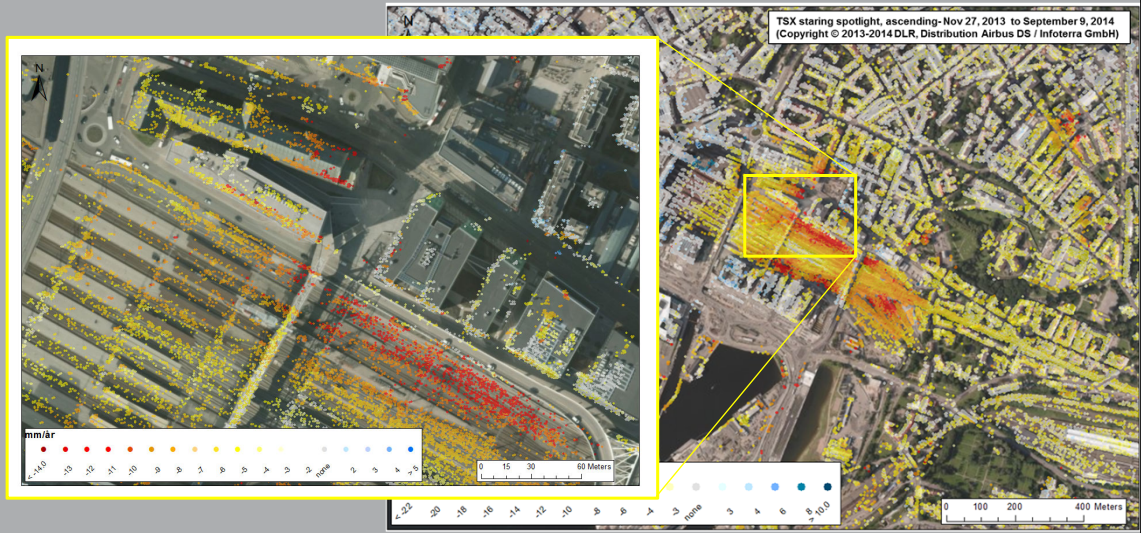 N
TSX staring spotlight, ascending- Nov 27, 2013 to September 9, 2014
(Copyright © 2013-2014 DLR, Distribution Airbus DS / Infoterra GmbH)
N
mm/år
< -14,0 -13 -12 -11 -10 -9 -8 -7 -6 -5 -4 -3 -2 none 2 3 4 > 5
0 15 30 60 Meters
< -22 -20 -18 -16 -14 -12 -10 -8 -6 -4 -3 none 3 4 6 8 > 10,0
0 100 200 400 Meters